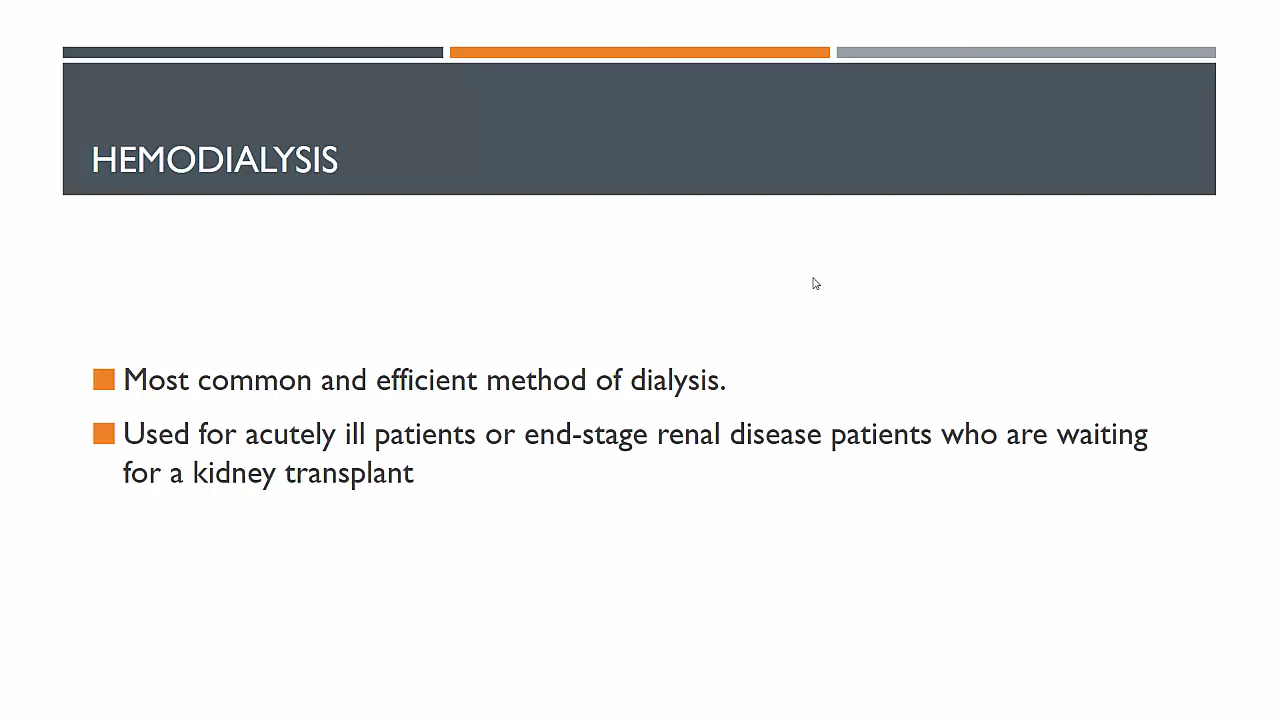 HEMODIALYSIS
Most common and efficient method of dialysis.
Used for acutely ill patients or end-stage renal disease patients who are waiting
for a kidney transplant